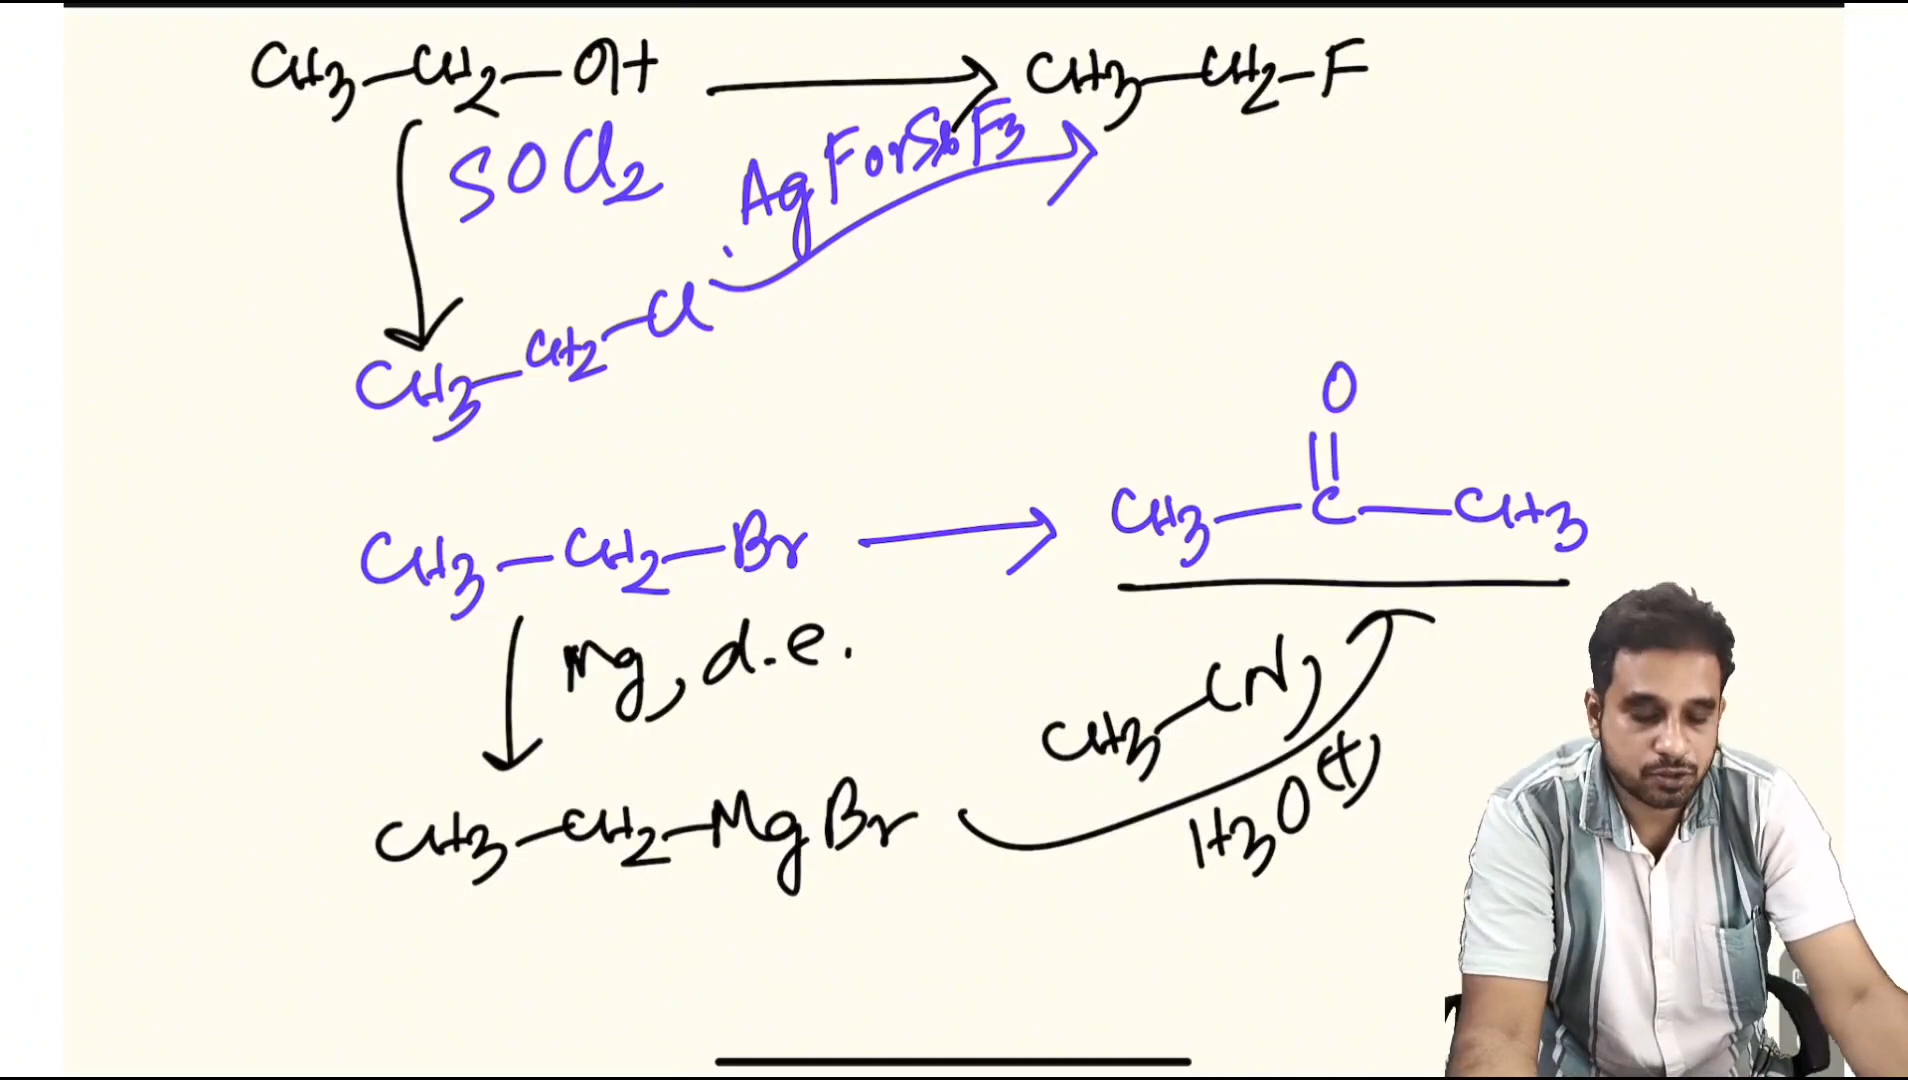 CH3-CH2-OH → CH3-CH2-F
SOCl2
AgF or SbF3
CH3-CH2-Cl
O
CH3-CH2-Br → CH3-C-CH3
Mg, d.e.
CH3-CN,
H3O(+)
CH3-CH2-MgBr